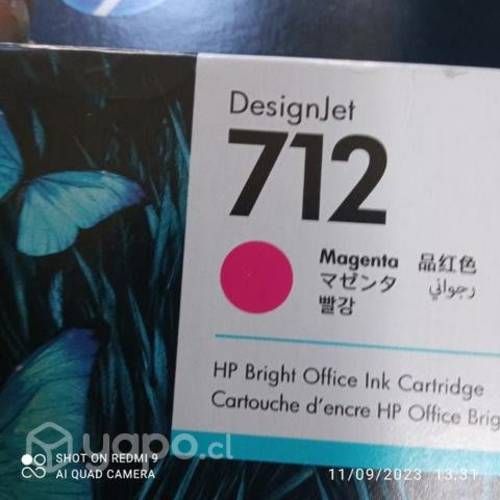 DesignJet
712
Magenta 品红色
マゼンタ رجواني
빨강
HP Bright Office Ink Cartridge
Cartouche d'encre HP Office Brig
yapo.cl
SHOT ON REDMI 9
AI QUAD CAMERA
11/09/2023 13:31